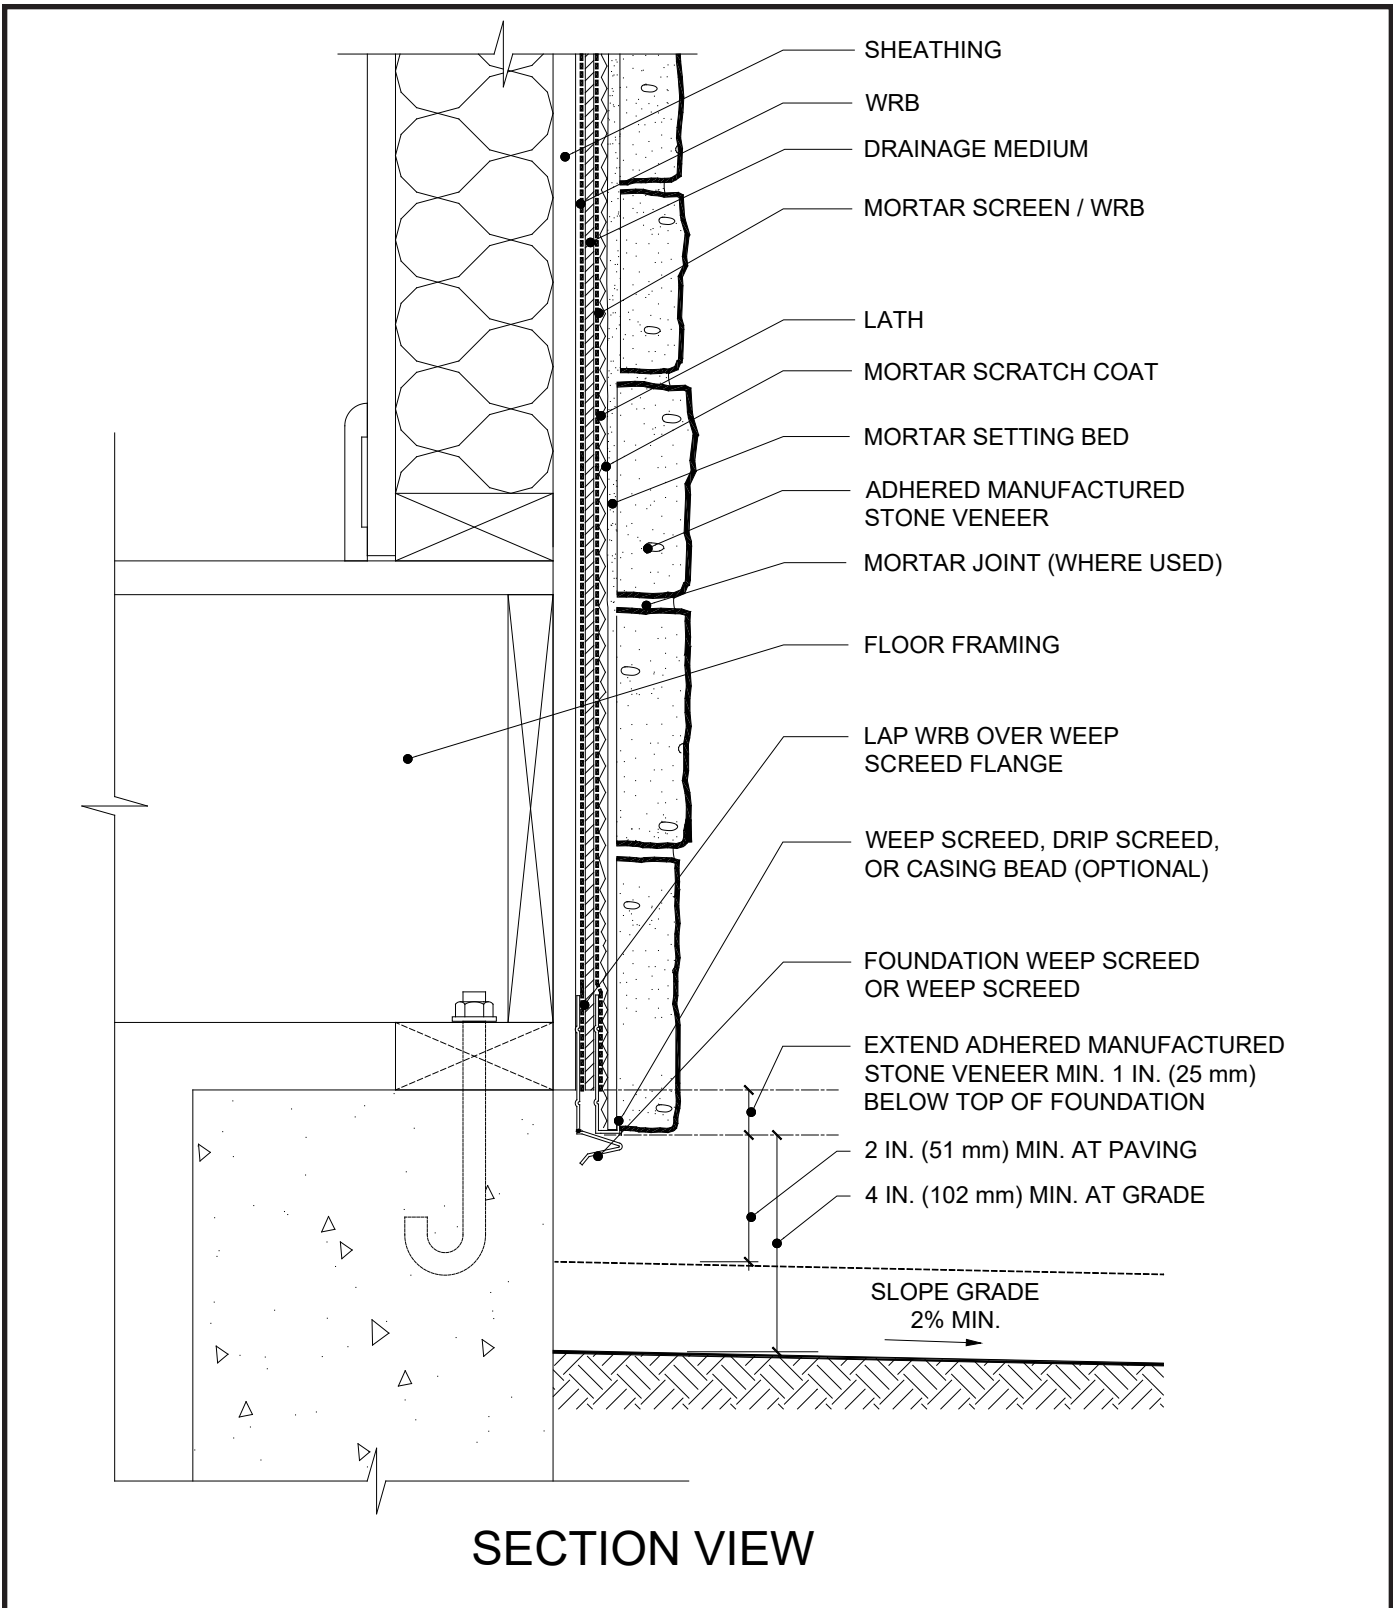 SHEATHING
WRB
DRAINAGE MEDIUM
MORTAR SCREEN / WRB
LATH
MORTAR SCRATCH COAT
MORTAR SETTING BED
ADHERED MANUFACTURED
STONE VENEER
MORTAR JOINT (WHERE USED)
FLOOR FRAMING
LAP WRB OVER WEEP
SCREED FLANGE
WEEP SCREED, DRIP SCREED,
OR CASING BEAD (OPTIONAL)
FOUNDATION WEEP SCREED
OR WEEP SCREED
EXTEND ADHERED MANUFACTURED
STONE VENEER MIN. 1 IN. (25 mm)
BELOW TOP OF FOUNDATION
2 IN. (51 mm) MIN. AT PAVING
4 IN. (102 mm) MIN. AT GRADE
SLOPE GRADE
2% MIN.
SECTION VIEW